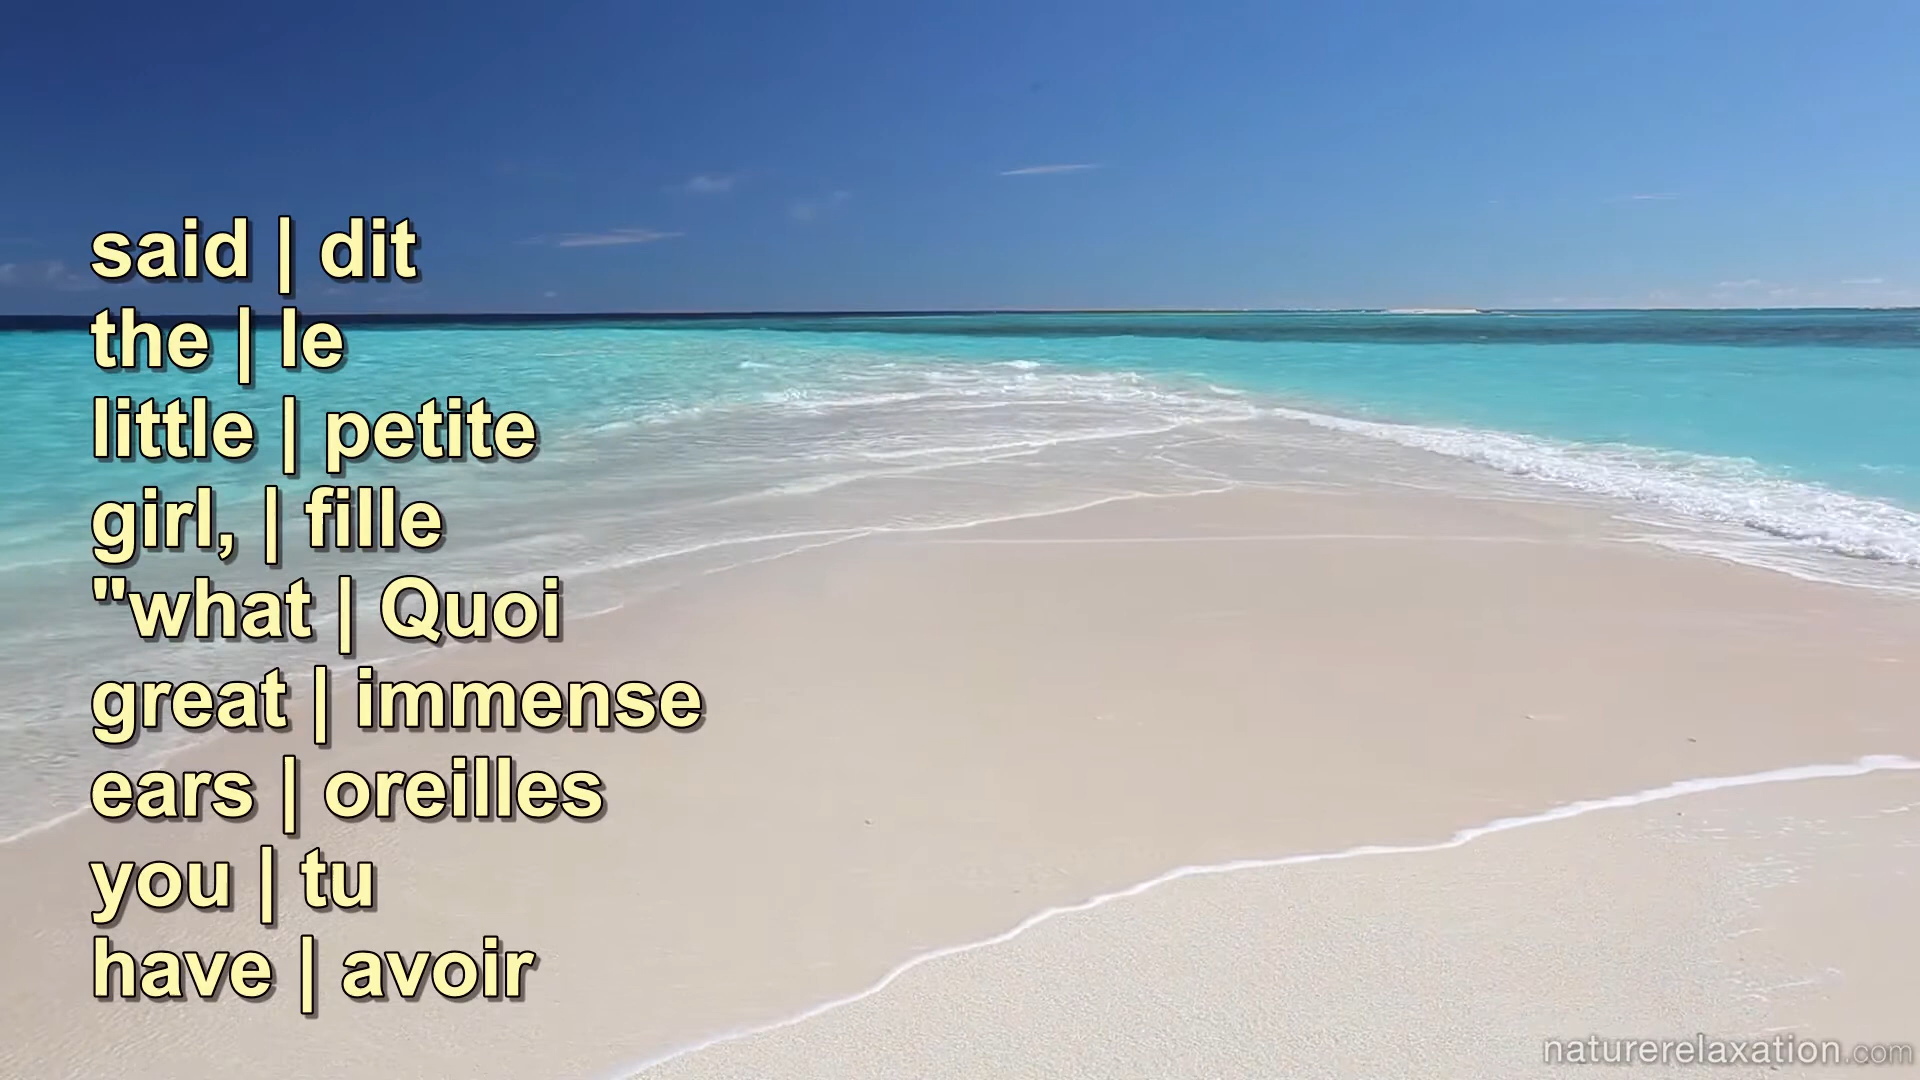 said | dit
the | le
little | petite
girl, | fille
"what | Quoi
great | immense
ears | oreilles
you | tu
have | avoir
naturerelaxation.com